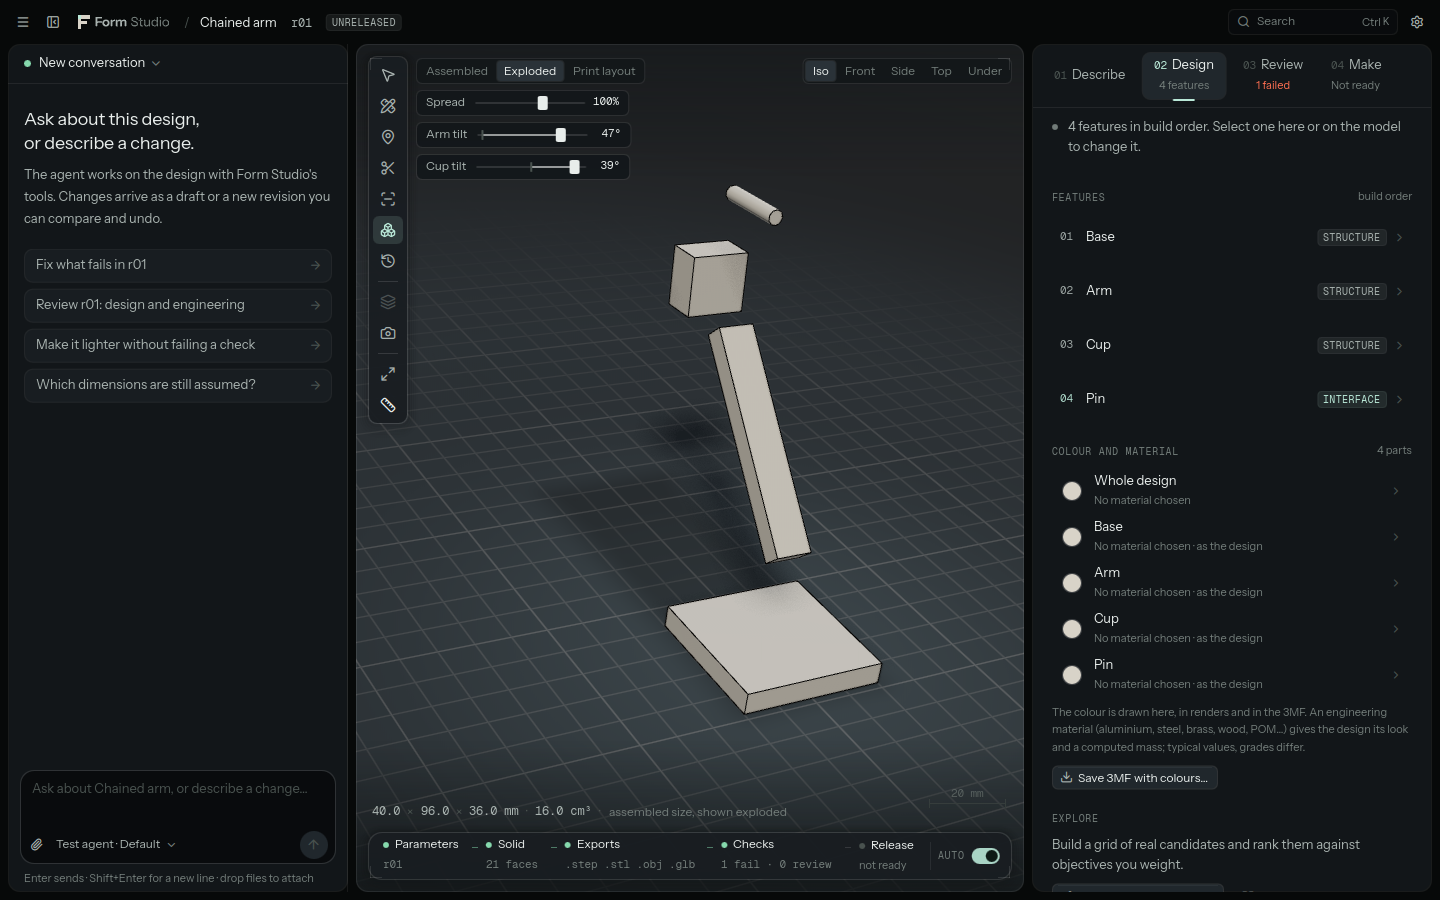 Form Studio / Chained arm r01 UNRELEASED
Search Ctrl K
New conversation
Ask about this design,
or describe a change.
The agent works on the design with Form Studio's
tools. Changes arrive as a draft or a new revision you
can compare and undo.
Fix what fails in r01
Review r01: design and engineering
Make it lighter without failing a check
Which dimensions are still assumed?
Ask about Chained arm, or describe a change...
Test agent · Default
Enter sends · Shift+Enter for a new line · drop files to attach
Assembled Exploded Print layout
Iso Front Side Top Under
Spread 100%
Arm tilt 47°
Cup tilt 39°
20 mm
40.0 × 96.0 × 36.0 mm · 16.0 cm³ assembled size, shown exploded
Parameters Solid Exports Checks Release
r01 21 faces .step .stl .obj .glb 1 fail · 0 review not ready
AUTO
01 Describe
02 Design
4 features
03 Review
1 failed
04 Make
Not ready
4 features in build order. Select one here or on the model
to change it.
FEATURES build order
01 Base STRUCTURE
02 Arm STRUCTURE
03 Cup STRUCTURE
04 Pin INTERFACE
COLOUR AND MATERIAL 4 parts
Whole design
No material chosen
Base
No material chosen · as the design
Arm
No material chosen · as the design
Cup
No material chosen · as the design
Pin
No material chosen · as the design
The colour is drawn here, in renders and in the 3MF. An engineering
material (aluminium, steel, brass, wood, POM...) gives the design its look
and a computed mass; typical values, grades differ.
Save 3MF with colours...
EXPLORE
Build a grid of real candidates and rank them against
objectives you weight.